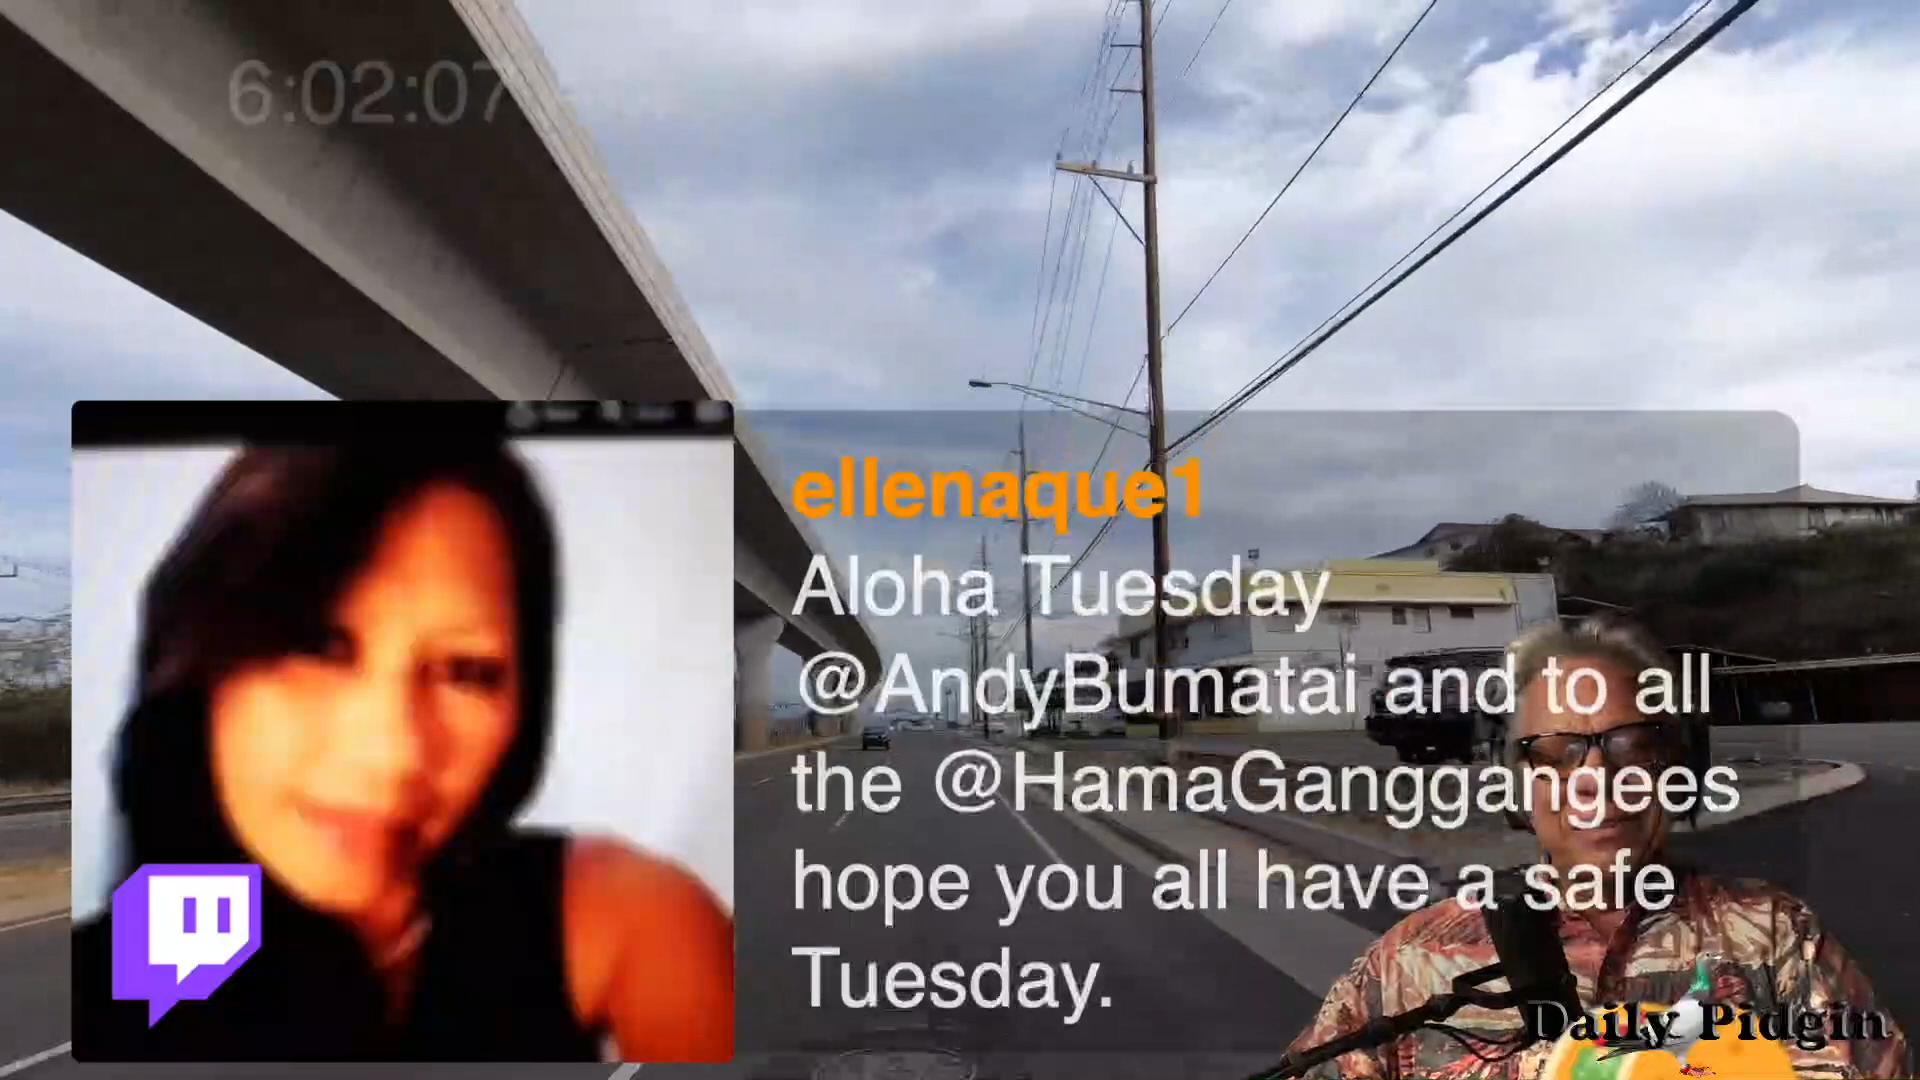 6:02:07
ellenaque1
Aloha Tuesday
@AndyBumatai and to all
the @HamaGanggangees
hope you all have a safe
Tuesday.
Daily Pidgin